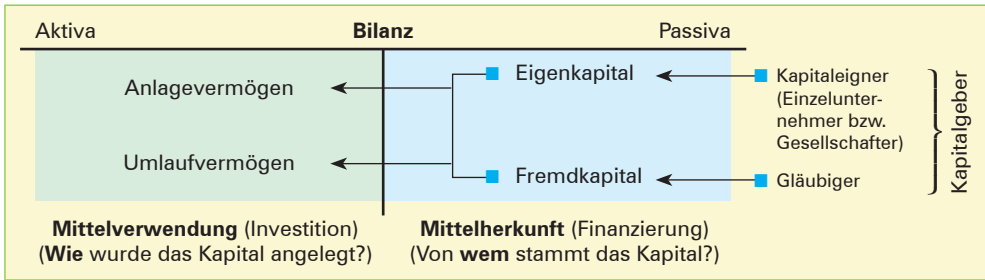 Aktiva Bilanz Passiva
Anlagevermögen
Umlaufvermögen
Eigenkapital
Fremdkapital
Kapitaleigner
(Einzelunter-
nehmer bzw.
Gesellschafter)
Gläubiger
Kapitalgeber
Mittelverwendung (Investition)
(Wie wurde das Kapital angelegt?)
Mittelherkunft (Finanzierung)
(Von wem stammt das Kapital?)